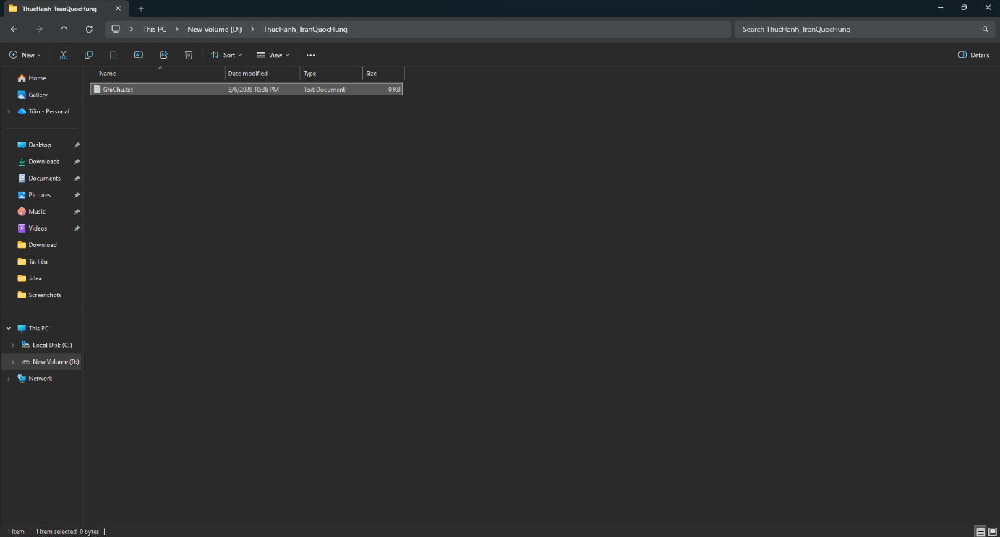 ThucHanh_TranQuocHung
This PC > New Volume (D:) > ThucHanh_TranQuocHung
Search ThucHanh_TranQuocHung
New
Sort
View
Details
Name
Date modified
Type
Size
GhiChu.txt
3/6/2026 10:36 PM
Text Document
0 KB
Home
Gallery
Trần - Personal
Desktop
Downloads
Documents
Pictures
Music
Videos
Download
Tài liệu
.idea
Screenshots
This PC
Local Disk (C:)
New Volume (D:)
Network
1 item
1 item selected 0 bytes